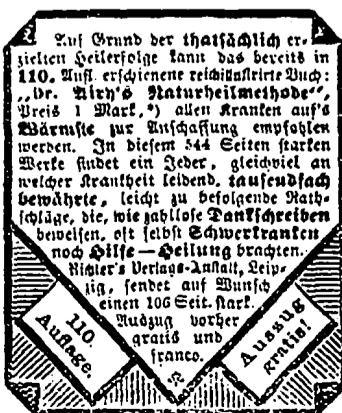 Auf Grund der thatsächlich er-
zielten Heilerfolge kann das bereits in
110. Aufl. erschienene reichillustrirte Buch:
„Dr. Airy's Naturheilmethode“,
Preis 1 Mark,*) allen Kranken auf's
Wärmste zur Anschaffung empfohlen
werden. In diesem 544 Seiten starken
Werke findet ein Jeder, gleichviel an
welcher Krankheit leidend, tausendfach
bewährte, leicht zu befolgende Rath-
schläge, die, wie zahllose Dankschreiben
beweisen, oft selbst Schwerkranken
noch Hilfe — Heilung brachten.
Richter's Verlags-Anstalt, Leip-
zig, sendet auf Wunsch
einen 106 Seit. stark.
Auszug vorher
gratis und
franco.
110.
Auflage.
Auszug
gratis!